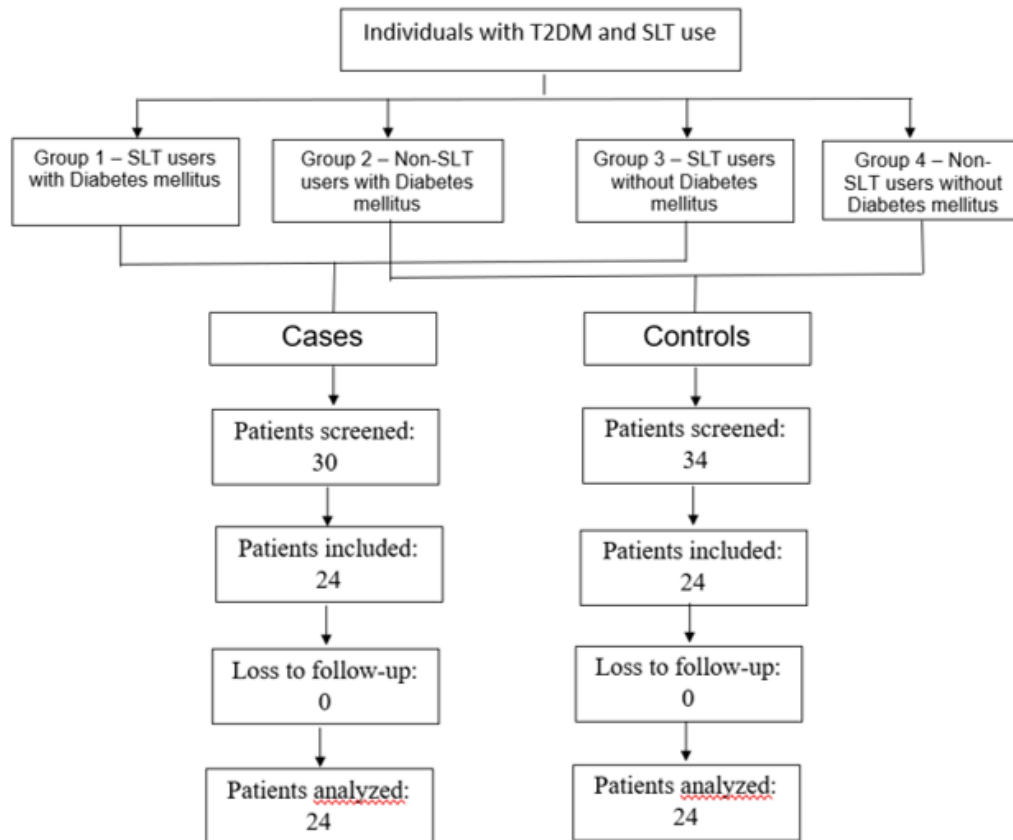 Individuals with T2DM and SLT use
Group 1 – SLT users
with Diabetes mellitus
Group 2 – Non-SLT
users with Diabetes
mellitus
Group 3 – SLT users
without Diabetes
mellitus
Group 4 – Non-
SLT users without
Diabetes mellitus
Cases
Controls
Patients screened:
30
Patients screened:
34
Patients included:
24
Patients included:
24
Loss to follow-up:
0
Loss to follow-up:
0
Patients analyzed:
24
Patients analyzed:
24